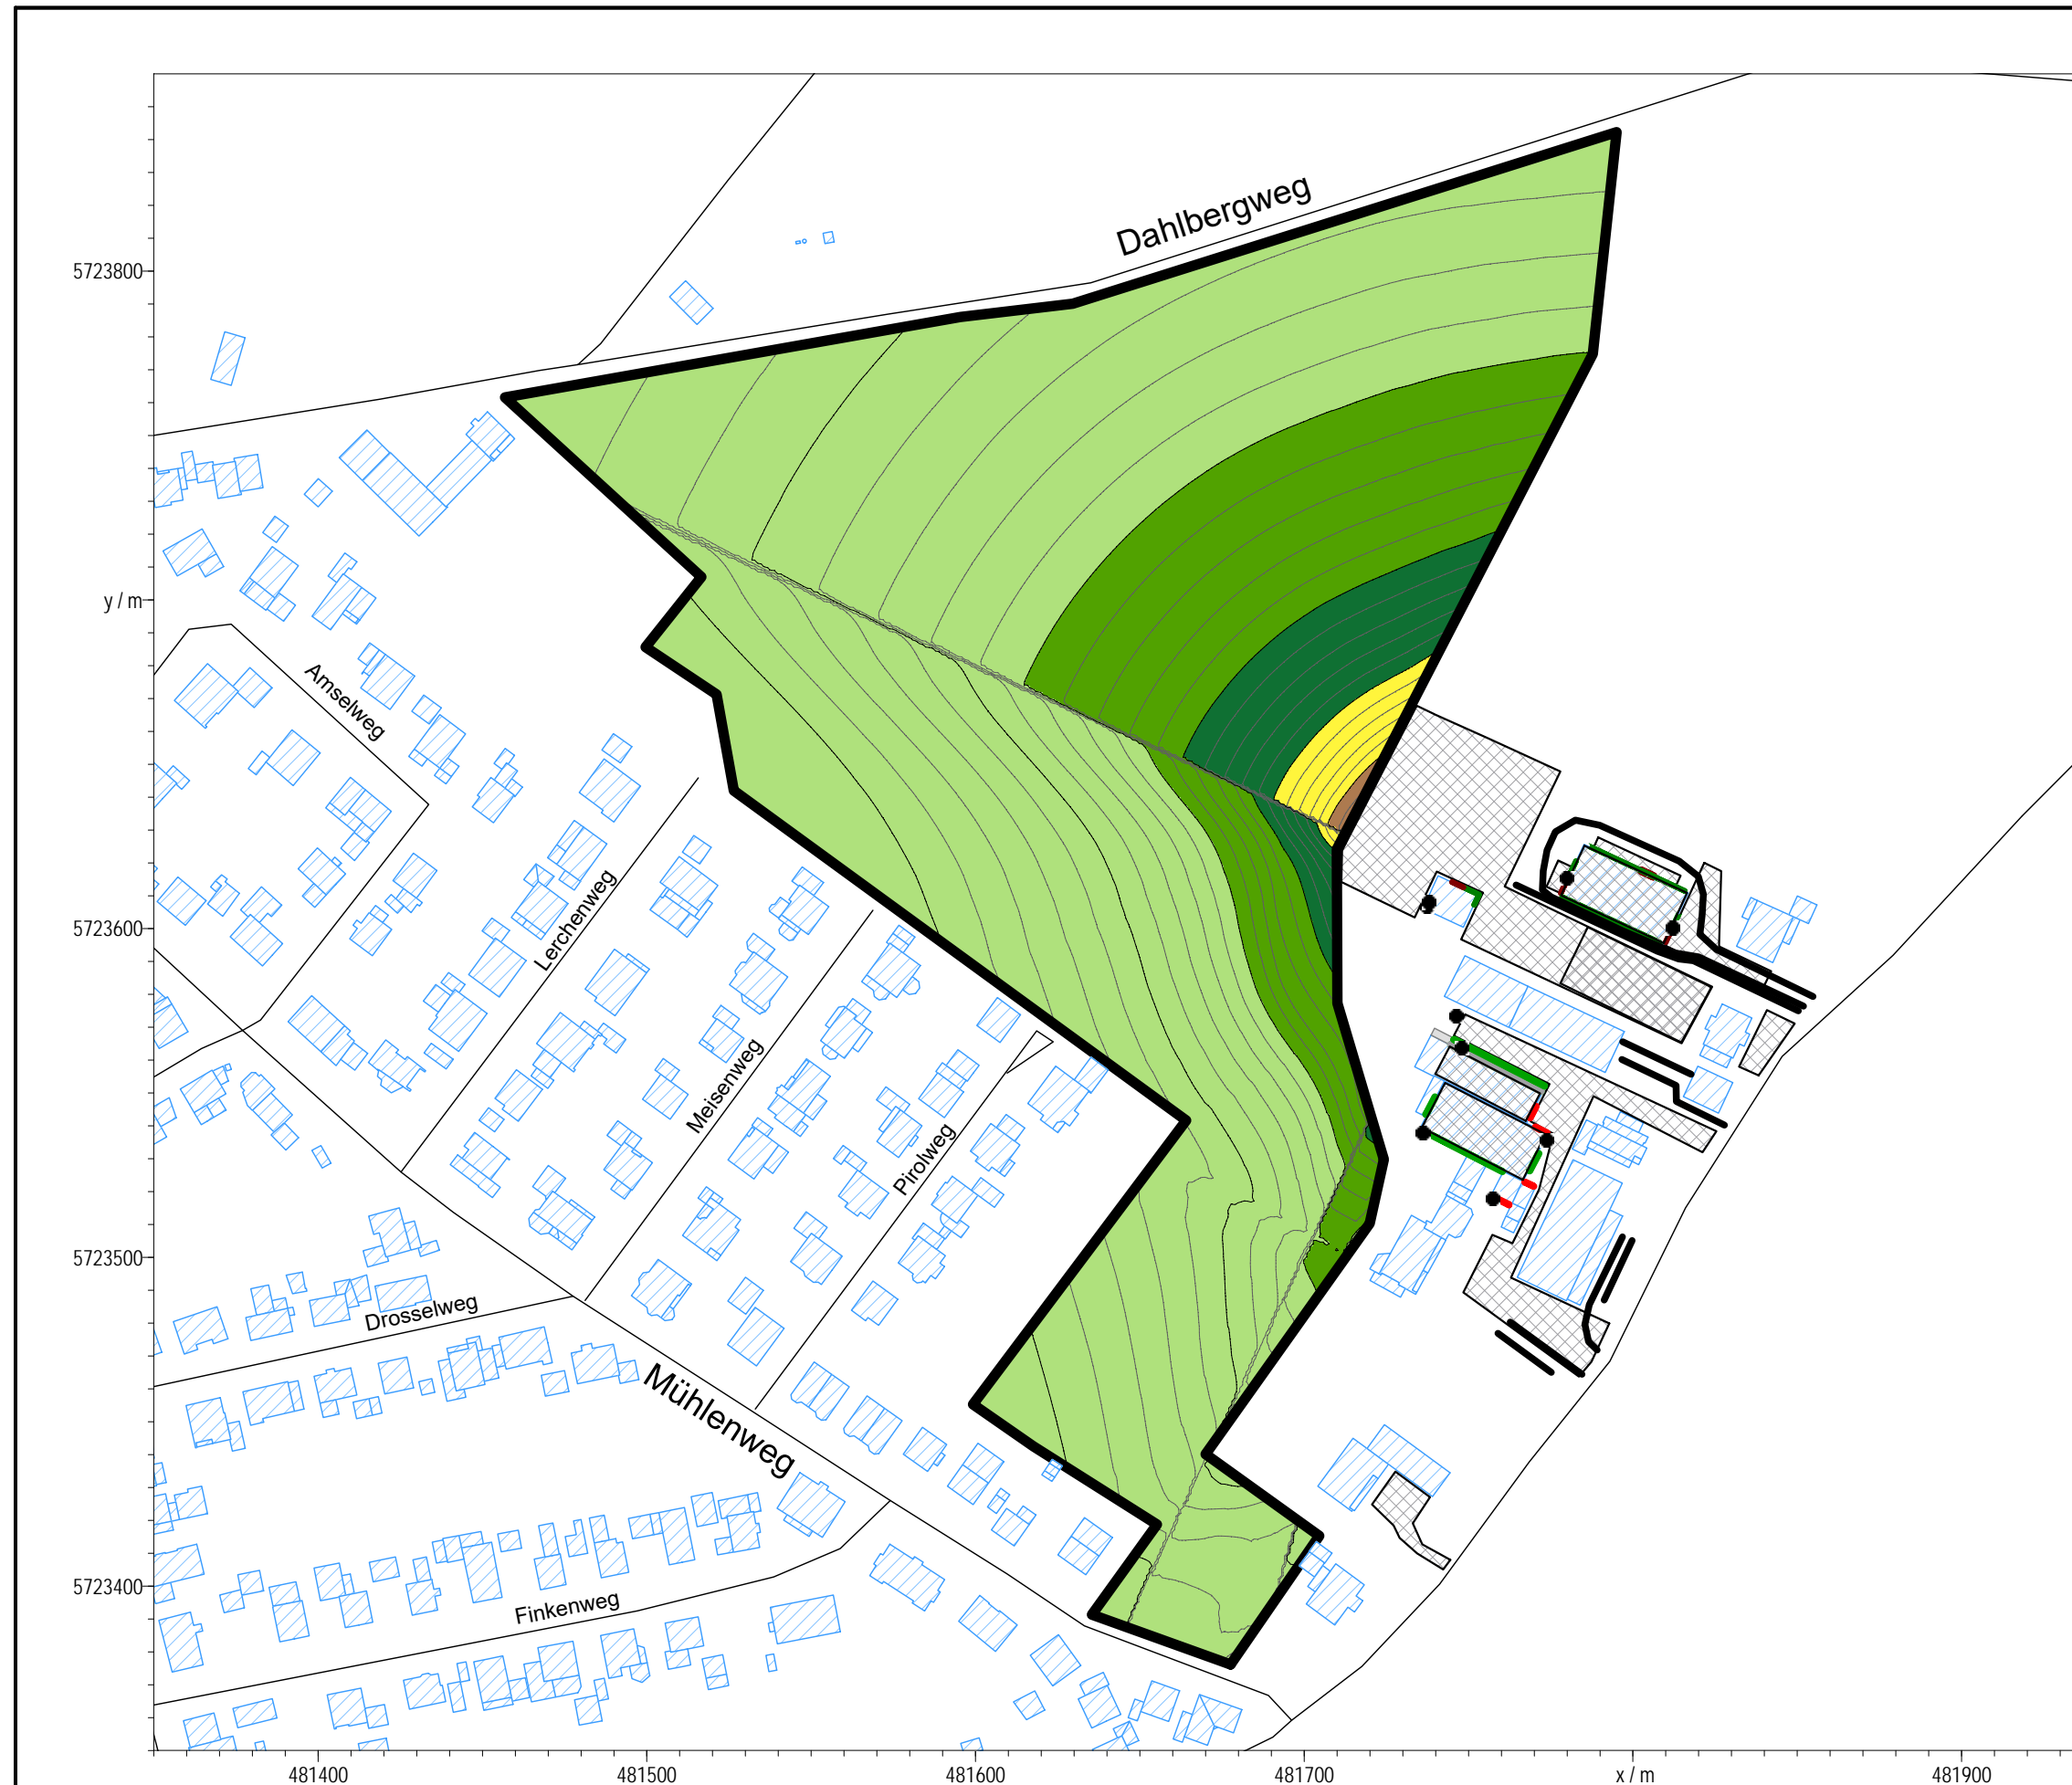 Dahlbergweg
5723800
y / m
Amselweg
Lerchenweg
5723600
Meisenweg
Pirolweg
5723500
Drosselweg
Mühlenweg
5723400
Finkenweg
481400 481500 481600 481700 x / m 481900